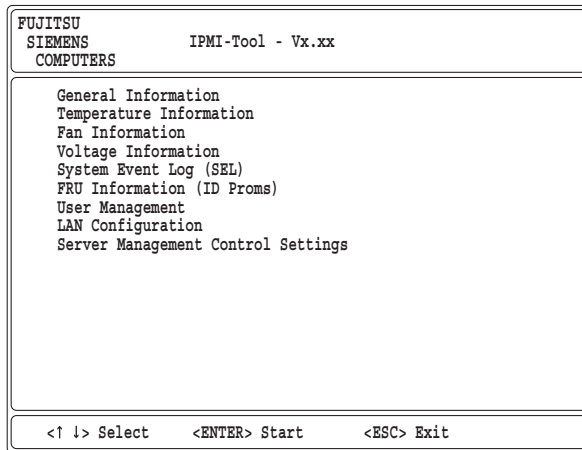 FUJITSU
SIEMENS IPMI-Tool - Vx.xx
COMPUTERS
General Information
Temperature Information
Fan Information
Voltage Information
System Event Log (SEL)
FRU Information (ID Proms)
User Management
LAN Configuration
Server Management Control Settings
<↑ ↓> Select <ENTER> Start <ESC> Exit